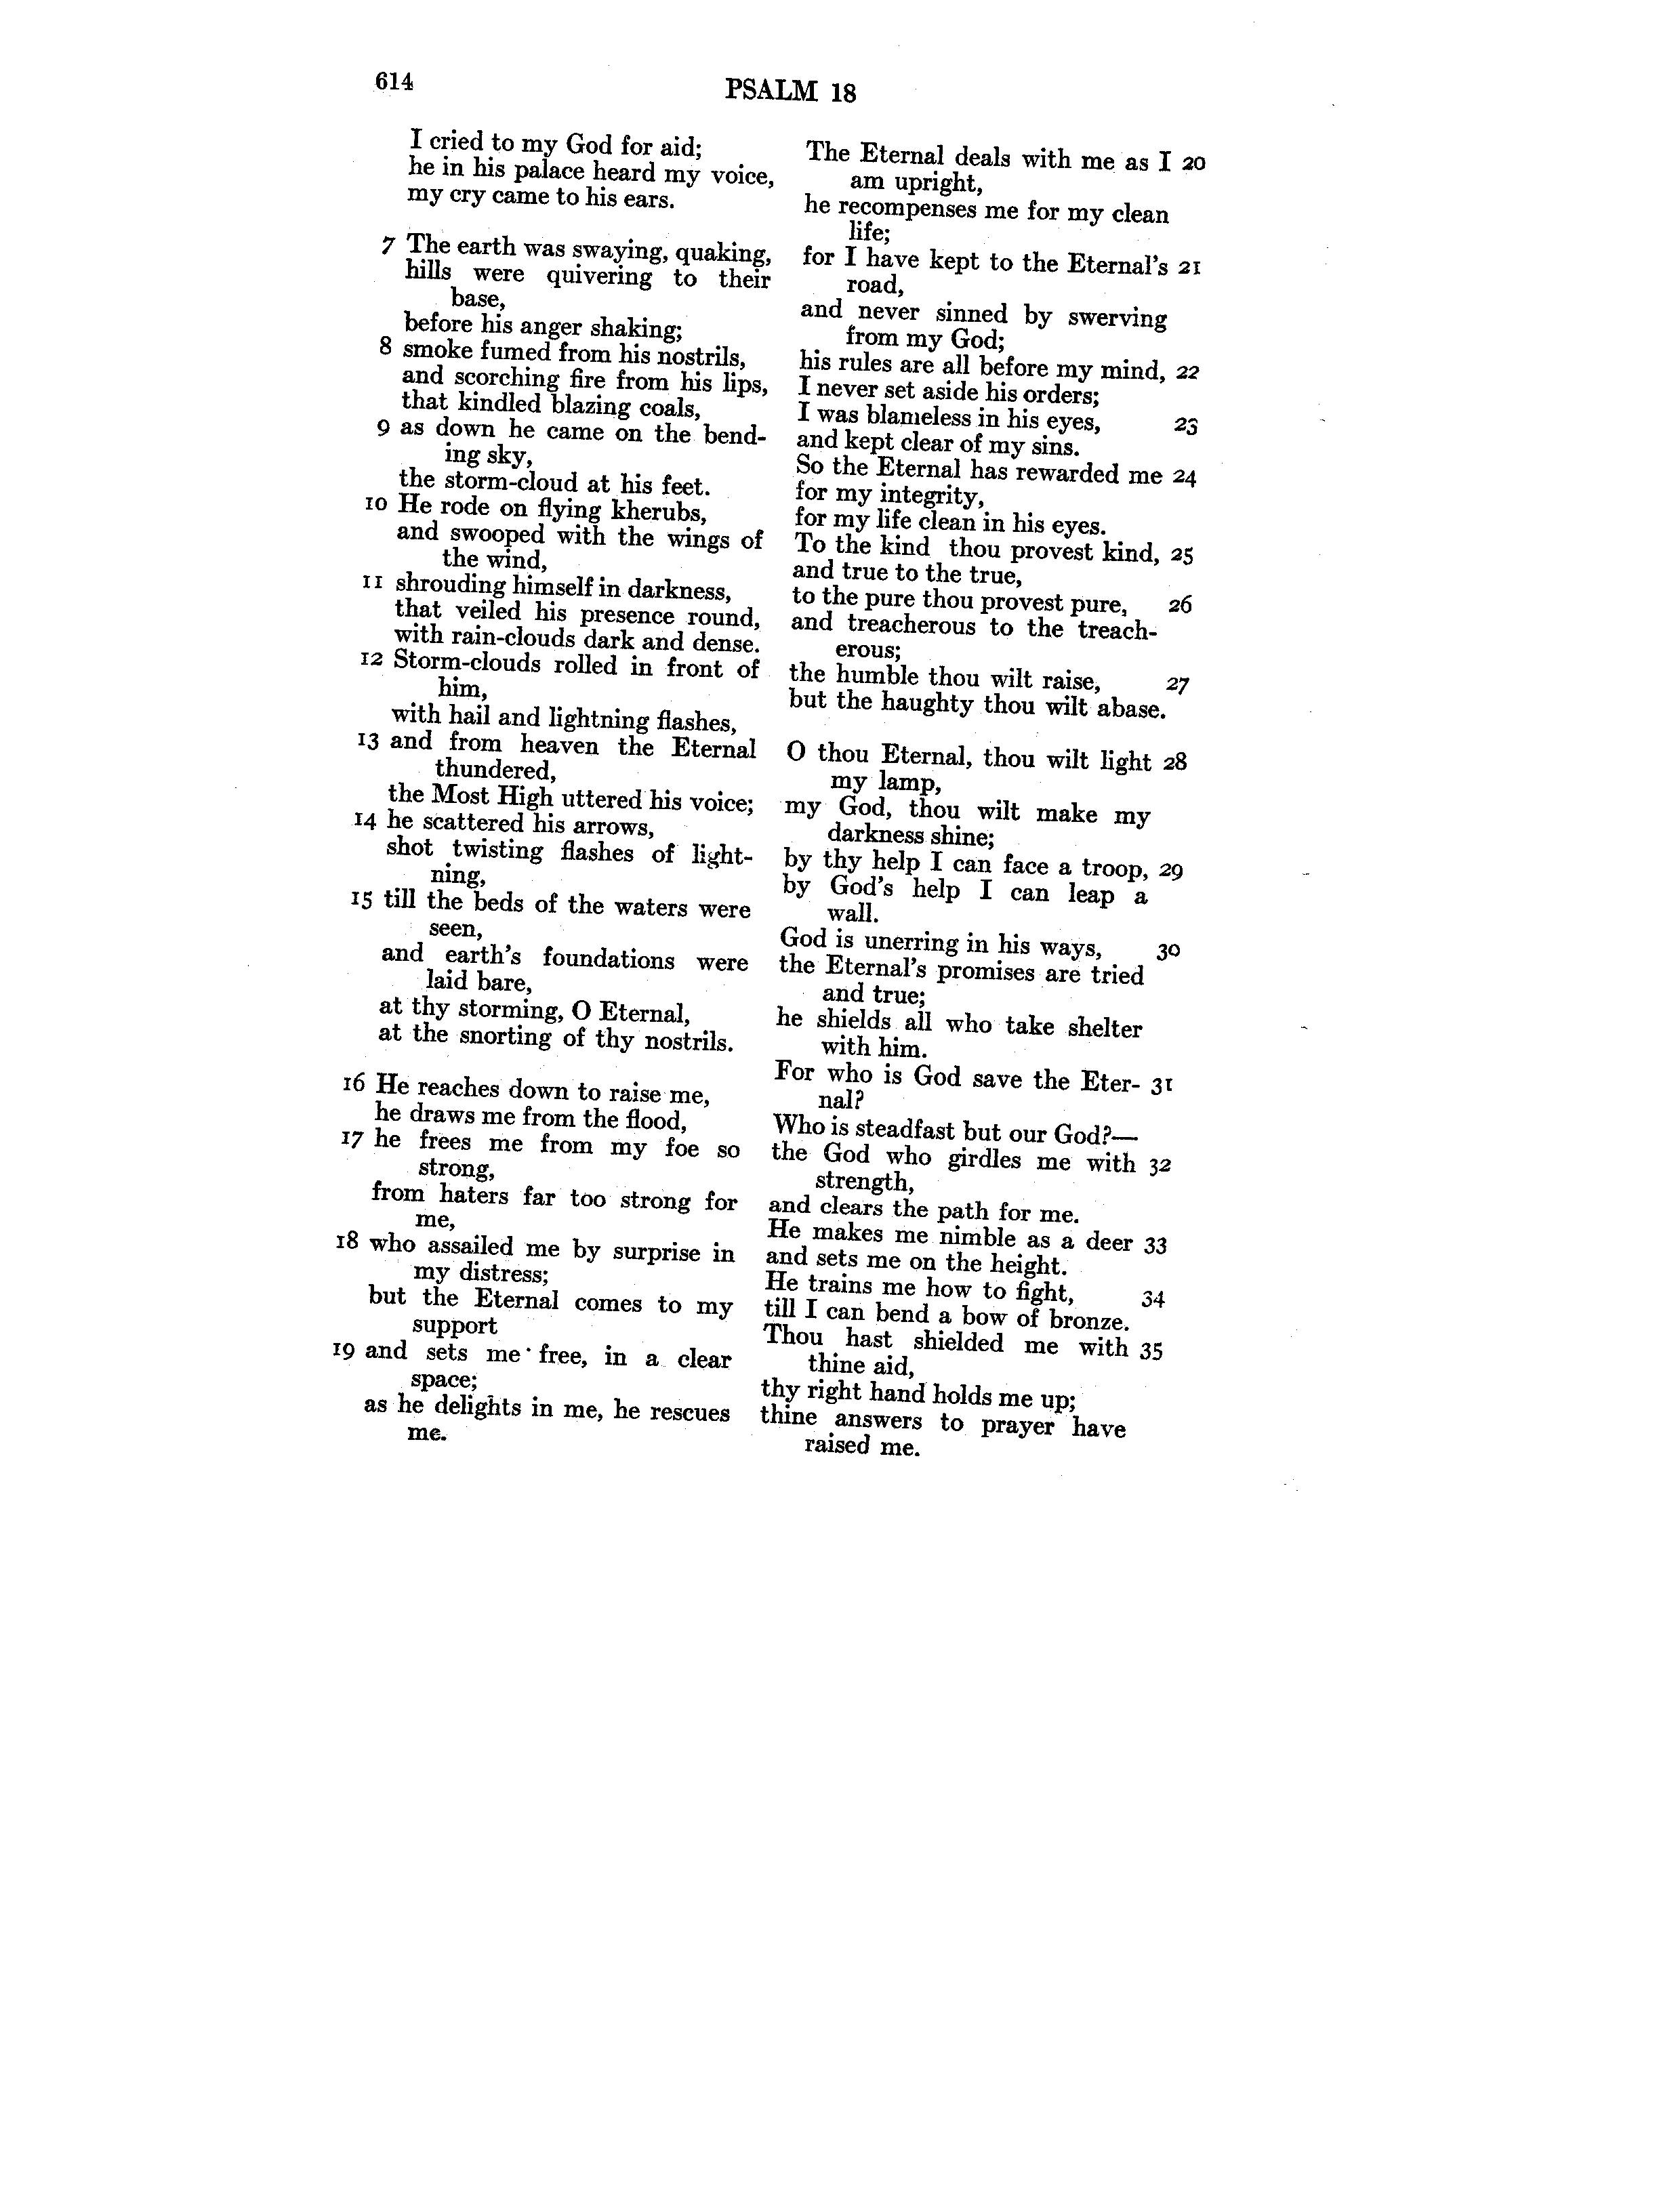 614
PSALM 18
I cried to my God for aid;
he in his palace heard my voice,
my cry came to his ears.
7 The earth was swaying, quaking,
hills were quivering to their
base,
before his anger shaking;
8 smoke fumed from his nostrils,
and scorching fire from his lips,
that kindled blazing coals,
9 as down he came on the bend-
ing sky,
the storm-cloud at his feet.
10 He rode on flying kherubs,
and swooped with the wings of
the wind,
11 shrouding himself in darkness,
that veiled his presence round,
with rain-clouds dark and dense.
12 Storm-clouds rolled in front of
him,
with hail and lightning flashes,
13 and from heaven the Eternal
thundered,
the Most High uttered his voice;
14 he scattered his arrows,
shot twisting flashes of light-
ning,
15 till the beds of the waters were
seen,
and earth's foundations were
laid bare,
at thy storming, O Eternal,
at the snorting of thy nostrils.
16 He reaches down to raise me,
he draws me from the flood,
17 he frees me from my foe so
strong,
from haters far too strong for
me,
18 who assailed me by surprise in
my distress;
but the Eternal comes to my
support
19 and sets me free, in a clear
space;
as he delights in me, he rescues
me.
The Eternal deals with me as I 20
am upright,
he recompenses me for my clean
life;
for I have kept to the Eternal's 21
road,
and never sinned by swerving
from my God;
his rules are all before my mind, 22
I never set aside his orders;
I was blameless in his eyes, 23
and kept clear of my sins.
So the Eternal has rewarded me 24
for my integrity,
for my life clean in his eyes.
To the kind thou provest kind, 25
and true to the true,
to the pure thou provest pure, 26
and treacherous to the treach-
erous;
the humble thou wilt raise, 27
but the haughty thou wilt abase.
O thou Eternal, thou wilt light 28
my lamp,
my God, thou wilt make my
darkness shine;
by thy help I can face a troop, 29
by God's help I can leap a
wall.
God is unerring in his ways, 30
the Eternal's promises are tried
and true;
he shields all who take shelter
with him.
For who is God save the Eter- 31
nal?
Who is steadfast but our God?—
the God who girdles me with 32
strength,
and clears the path for me.
He makes me nimble as a deer 33
and sets me on the height.
He trains me how to fight, 34
till I can bend a bow of bronze.
Thou hast shielded me with 35
thine aid,
thy right hand holds me up;
thine answers to prayer have
raised me.